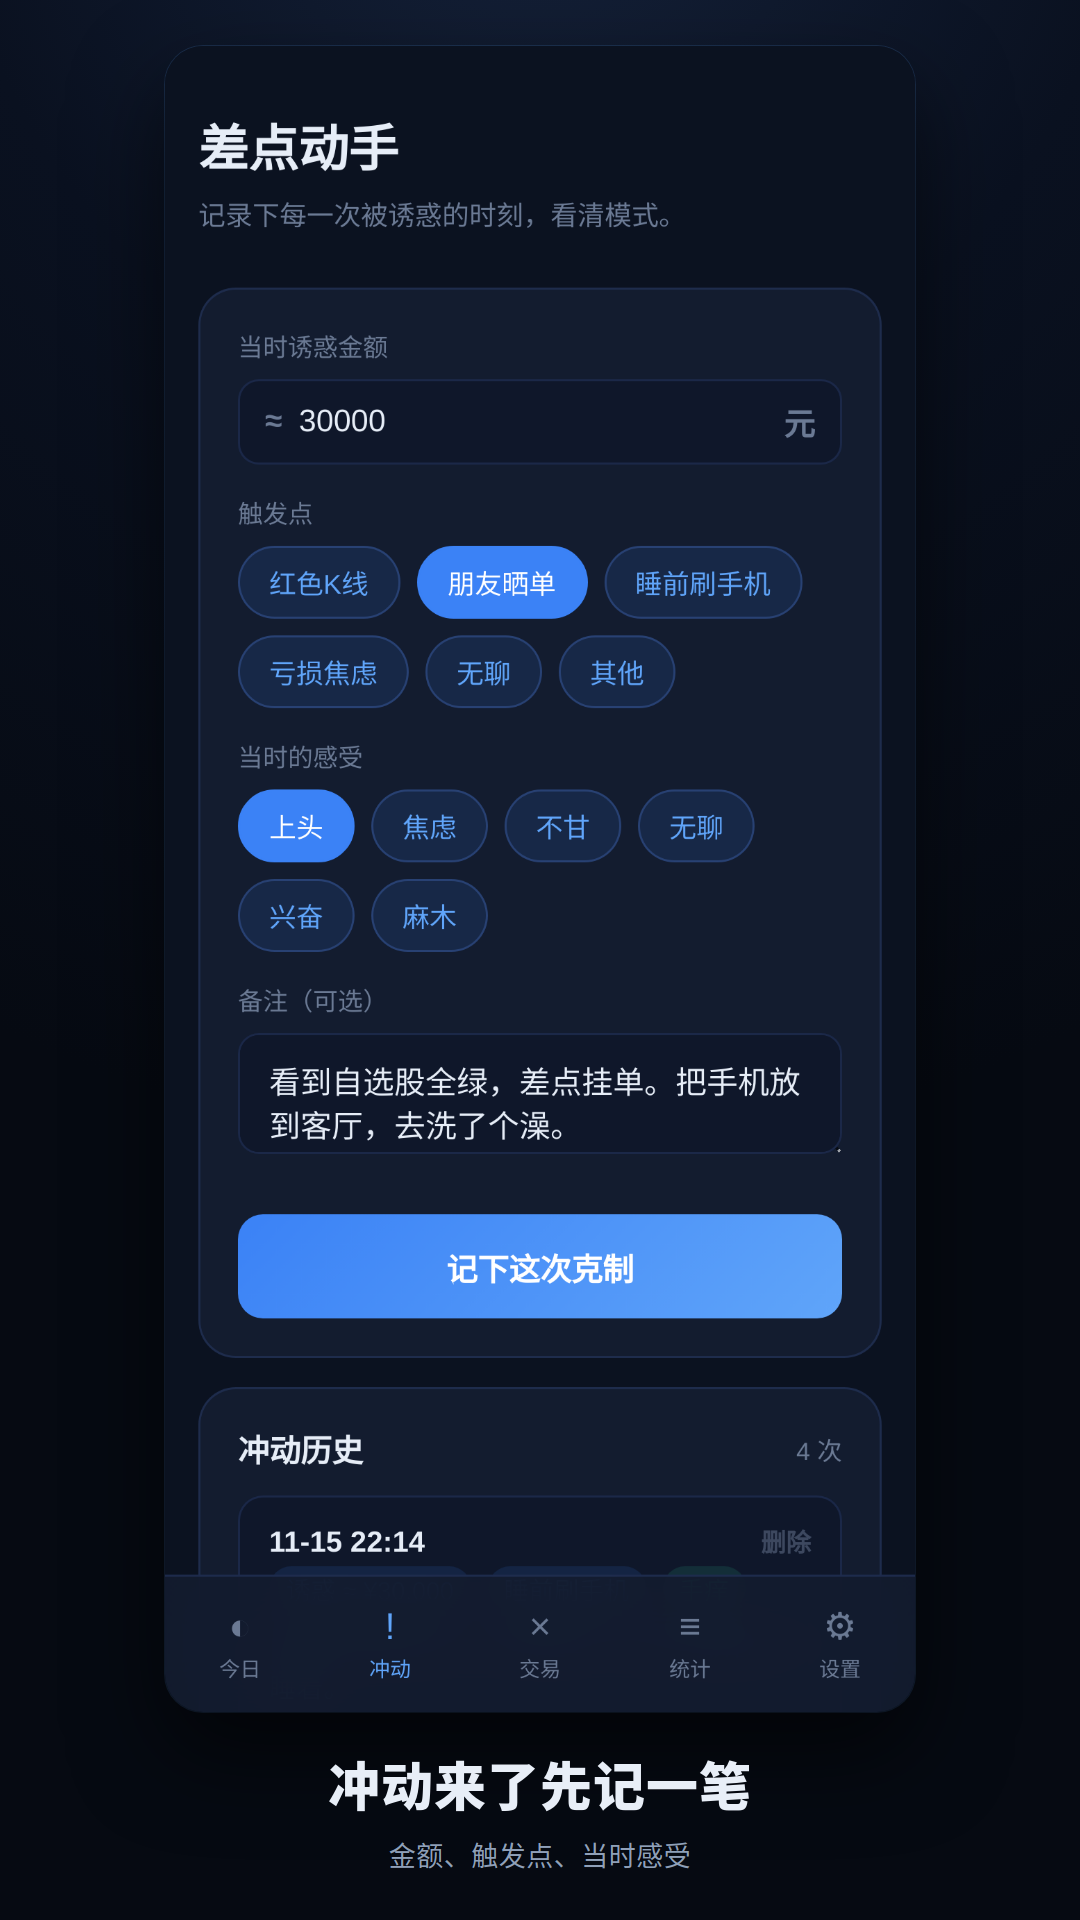 差点动手
记录下每一次被诱惑的时刻，看清模式。
当时诱惑金额
≈ 30000 元
触发点
红色K线 朋友晒单 睡前刷手机
亏损焦虑 无聊 其他
当时的感受
上头 焦虑 不甘 无聊
兴奋 麻木
备注（可选）
看到自选股全绿，差点挂单。把手机放
到客厅，去洗了个澡。
记下这次克制
冲动历史 4 次
11-15 22:14 删除
今日 冲动 交易 统计 设置
冲动来了先记一笔
金额、触发点、当时感受